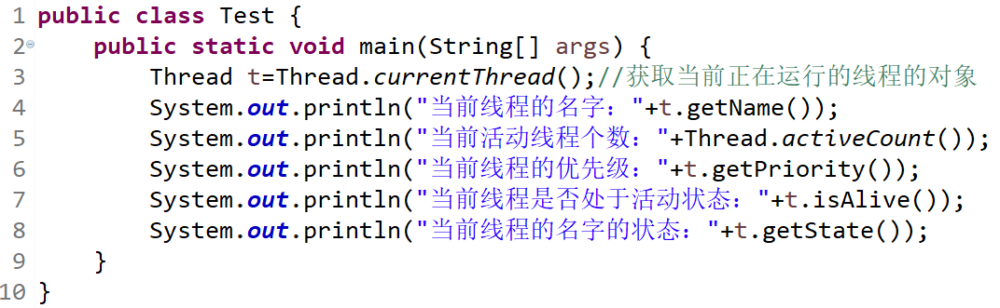 1 public class Test {
2 public static void main(String[] args) {
3 Thread t=Thread.currentThread();//获取当前正在运行的线程的对象
4 System.out.println("当前线程的名字："+t.getName());
5 System.out.println("当前活动线程个数："+Thread.activeCount());
6 System.out.println("当前线程的优先级："+t.getPriority());
7 System.out.println("当前线程是否处于活动状态："+t.isAlive());
8 System.out.println("当前线程的名字的状态："+t.getState());
9 }
10 }